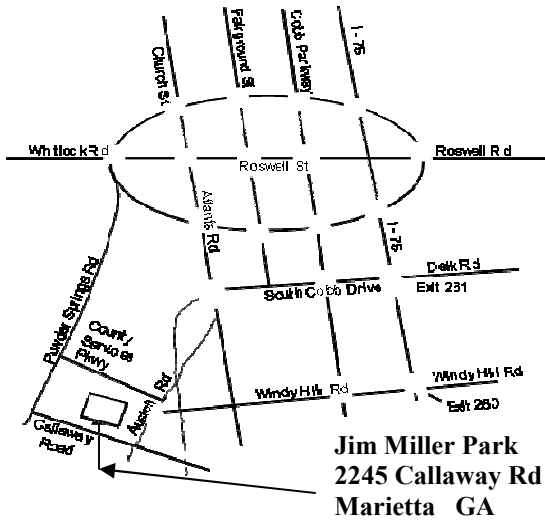 Church St
Fairground St
Cobb Parkway
I - 75
Whitlock Rd
Roswell St
Roswell Rd
Atlanta Rd
I - 75
Delk Rd
South Cobb Drive
Exit 261
Powder Springs Rd
County
Services
Pkwy
Austell Rd
Windy Hill Rd
Windy Hill Rd
Exit 260
Callaway
Road
Jim Miller Park
2245 Callaway Rd
Marietta GA